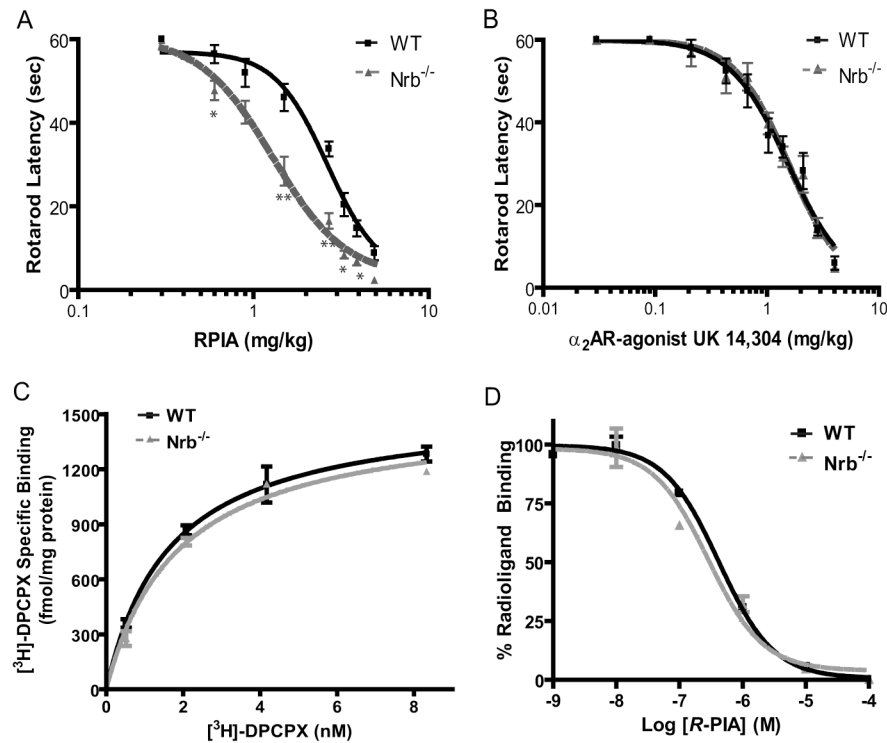 A
Rotarod Latency (sec)
60
40
20
0
0.1
1
10
RPIA (mg/kg)
WT
Nrb-/-
*
**
**
*
*
B
Rotarod Latency (sec)
60
40
20
0
0.01
0.1
1
10
α2AR-agonist UK 14,304 (mg/kg)
WT
Nrb-/-
C
[3H]-DPCPX Specific Binding
(fmol/mg protein)
1500
1200
900
600
300
0
0
2
4
6
8
[3H]-DPCPX (nM)
WT
Nrb-/-
D
% Radioligand Binding
100
75
50
25
0
-9
-8
-7
-6
-5
-4
Log [R-PIA] (M)
WT
Nrb-/-